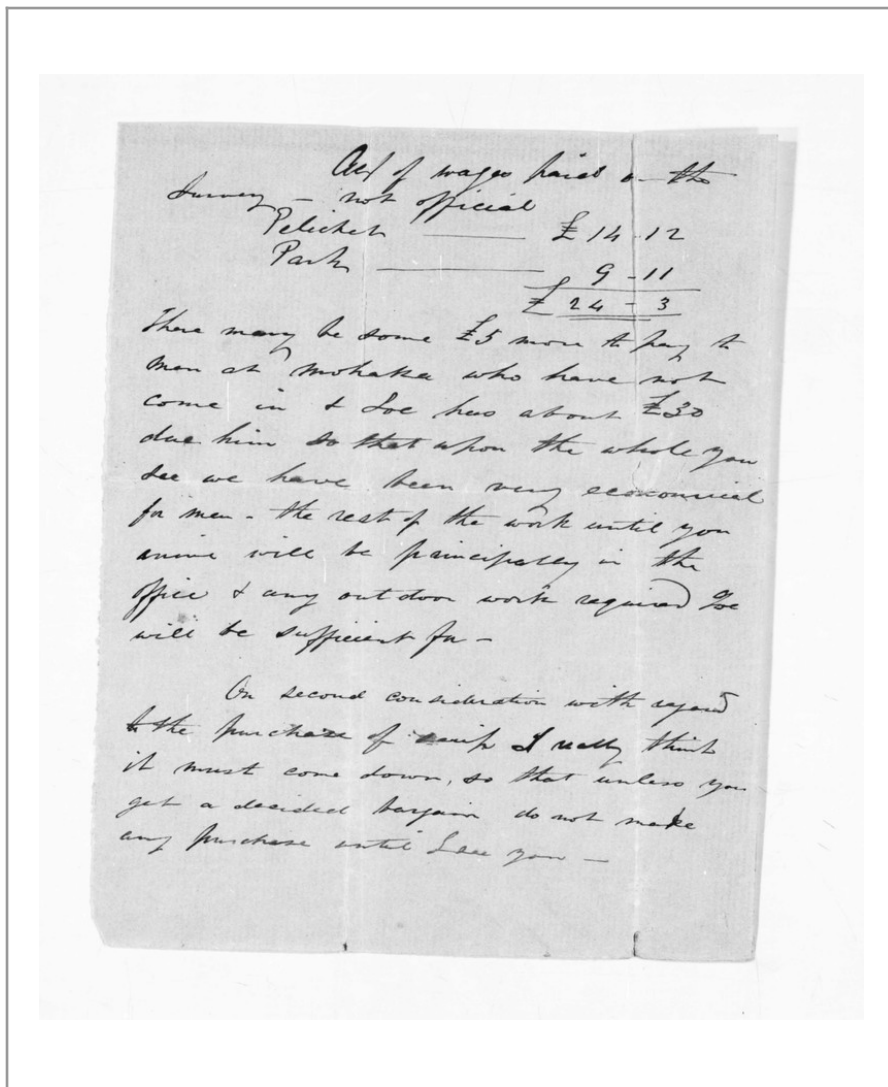 Acct of wages paid on the
Survey - not official
Pelichet —— £ 14-12
Park —— 9-11
£ 24-3
There may be some £5 more to pay to
men at Mohaka who have not
come in & Joe has about £30
due him so that upon the whole you
see we have been very economical
for men - the rest of the work until you
arrive will be principally in the
office & any outdoor work required Joe
will be sufficient for -
On second consideration with regard
to the purchase of scrip I really think
it must come down, so that unless you
get a decided bargain do not make
any purchase until I see you -